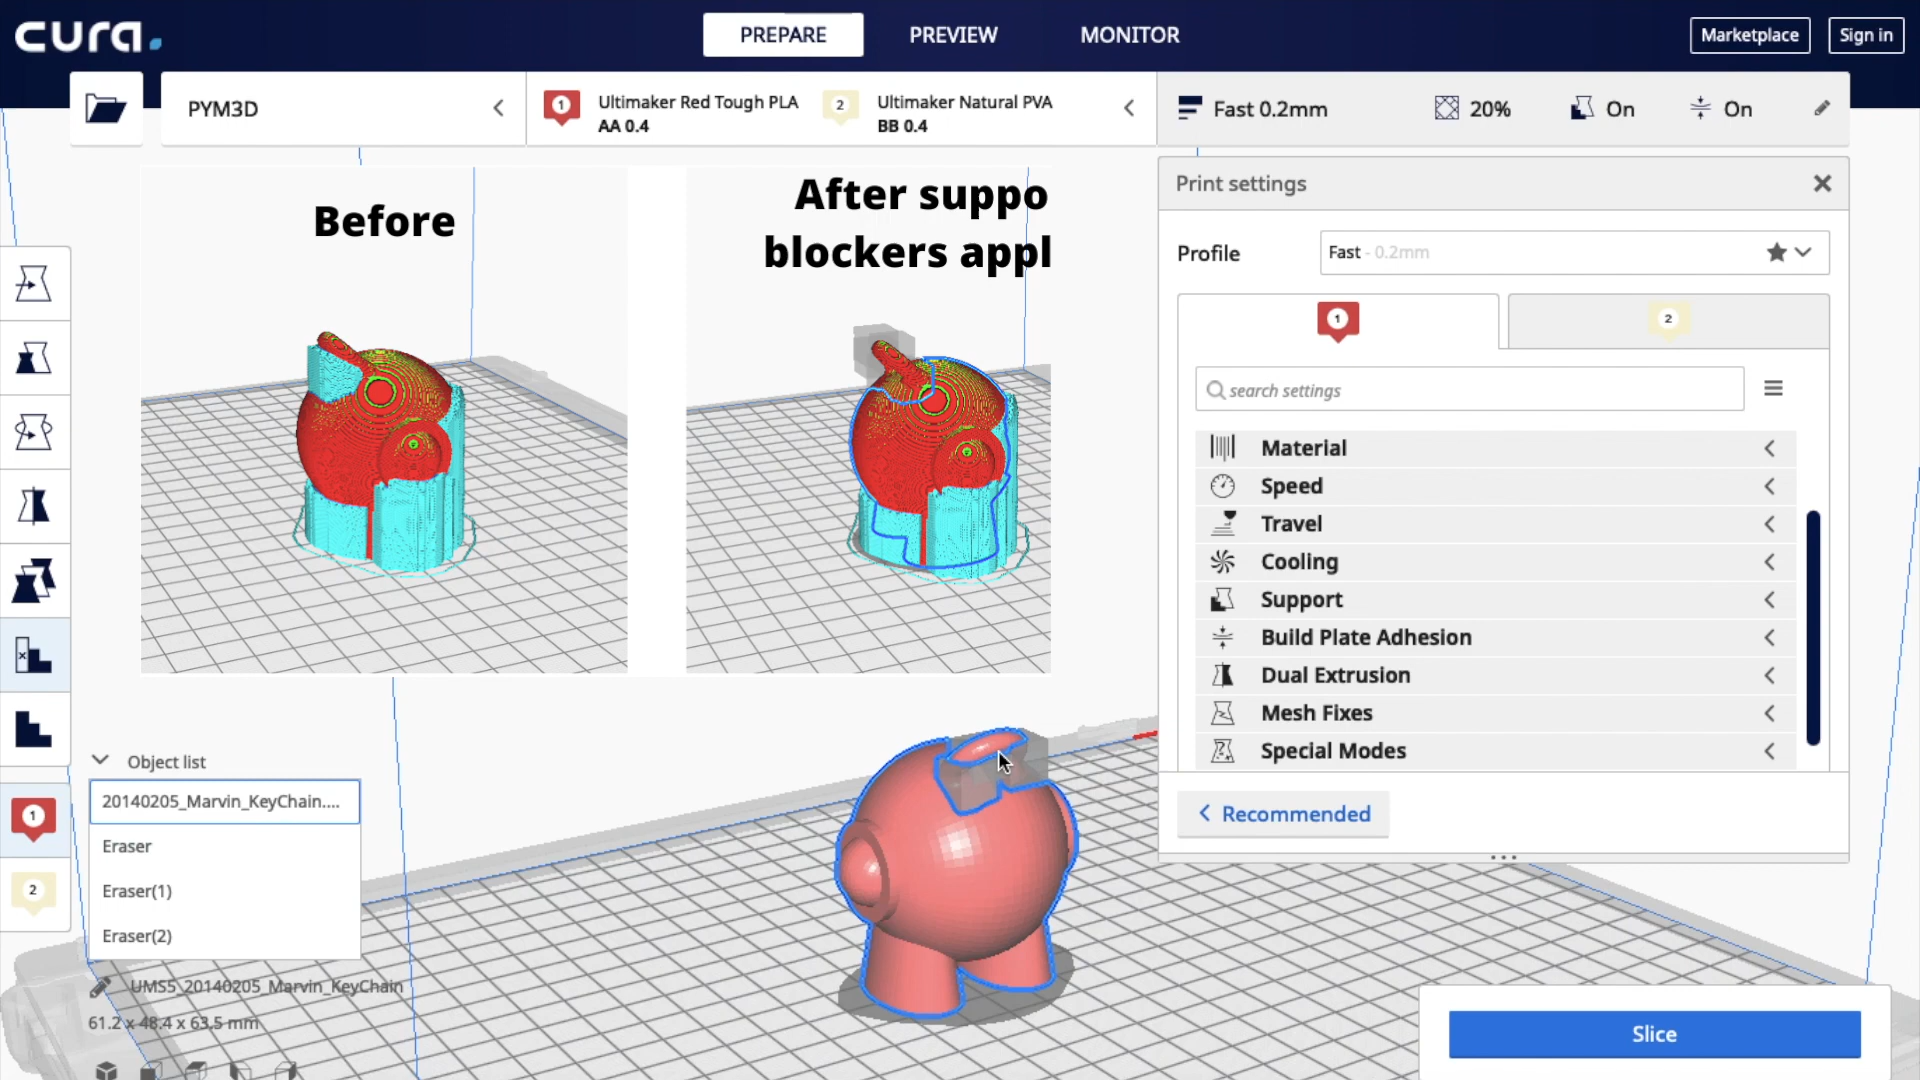 cura.
PREPARE
PREVIEW
MONITOR
Marketplace
Sign in
PYM3D
1
Ultimaker Red Tough PLA
AA 0.4
2
Ultimaker Natural PVA
BB 0.4
Fast 0.2mm
20%
On
On
Before
After suppo
blockers appl
Print settings
Profile
Fast - 0.2mm
1
2
search settings
Material
Speed
Travel
Cooling
Support
Build Plate Adhesion
Dual Extrusion
Mesh Fixes
Special Modes
Recommended
Object list
20140205_Marvin_KeyChain....
Eraser
Eraser(1)
Eraser(2)
1
2
UMS5_20140205_Marvin_KeyChain
61.2 x 48.4 x 63.5 mm
Slice